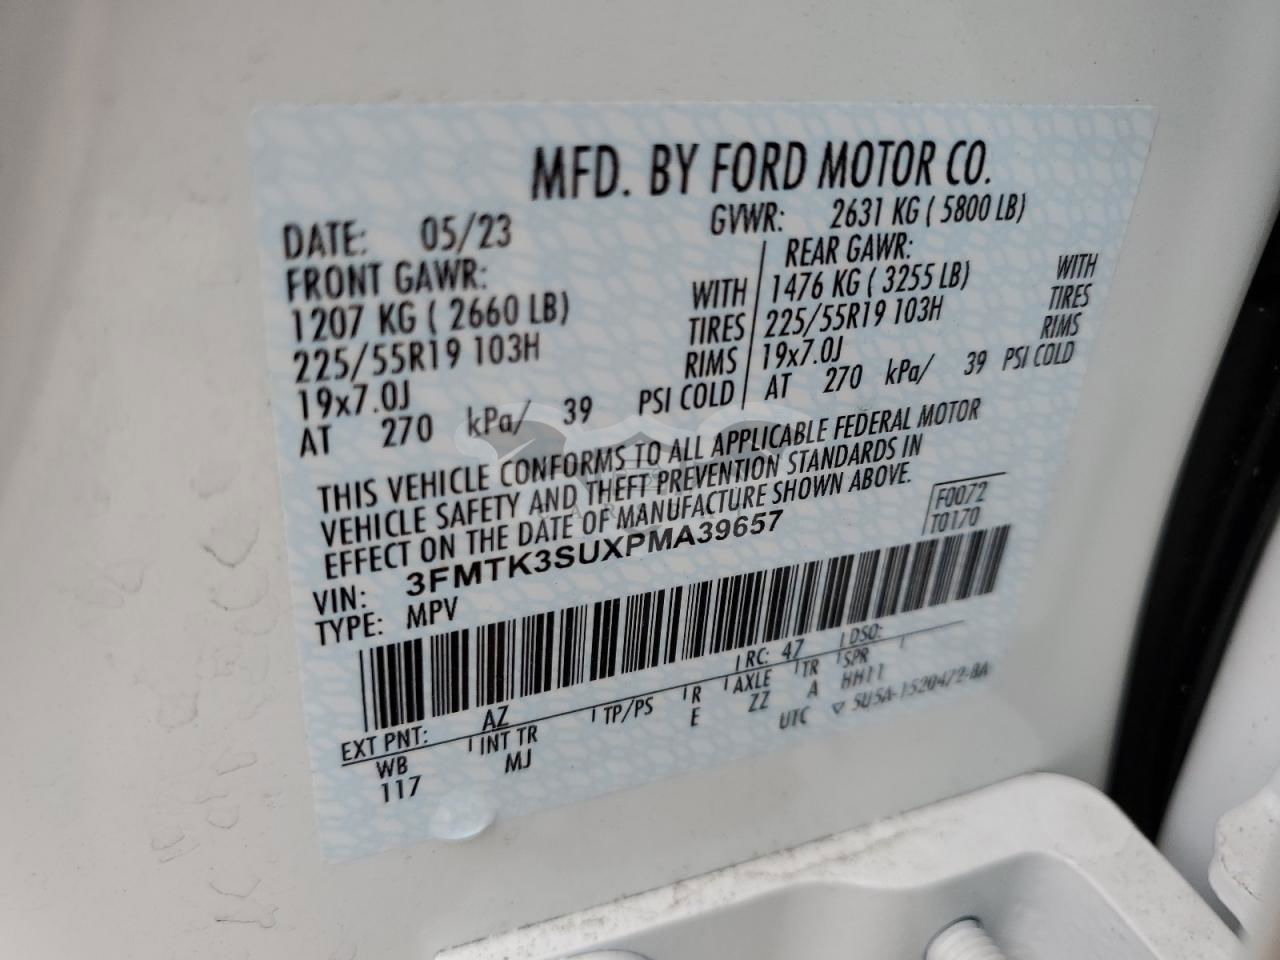 MFD. BY FORD MOTOR CO.
DATE: 05/23 GVWR: 2631 KG ( 5800 LB)
FRONT GAWR: REAR GAWR:
1207 KG ( 2660 LB) WITH 1476 KG ( 3255 LB) WITH
225/55R19 103H TIRES 225/55R19 103H TIRES
19x7.0J RIMS 19x7.0J RIMS
AT 270 kPa/ 39 PSI COLD AT 270 kPa/ 39 PSI COLD
THIS VEHICLE CONFORMS TO ALL APPLICABLE FEDERAL MOTOR
VEHICLE SAFETY AND THEFT PREVENTION STANDARDS IN
EFFECT ON THE DATE OF MANUFACTURE SHOWN ABOVE.
F0072
T0170
VIN: 3FMTK3SUXPMA39657
TYPE: MPV
EXT PNT: AZ RC: 47 DSO:
WB INT TR TP/PS R AXLE TR SPR
117 MJ E ZZ A HH11
UTC ▽ 5U5A-1520472-BA